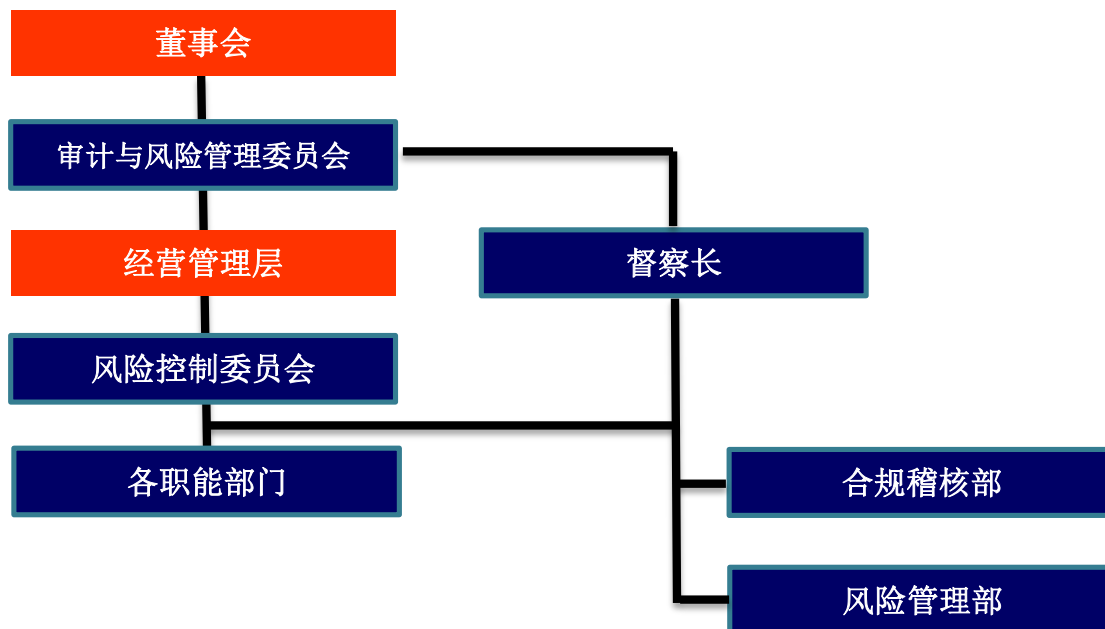 董事会
审计与风险管理委员会
经营管理层
督察长
风险控制委员会
各职能部门
合规稽核部
风险管理部